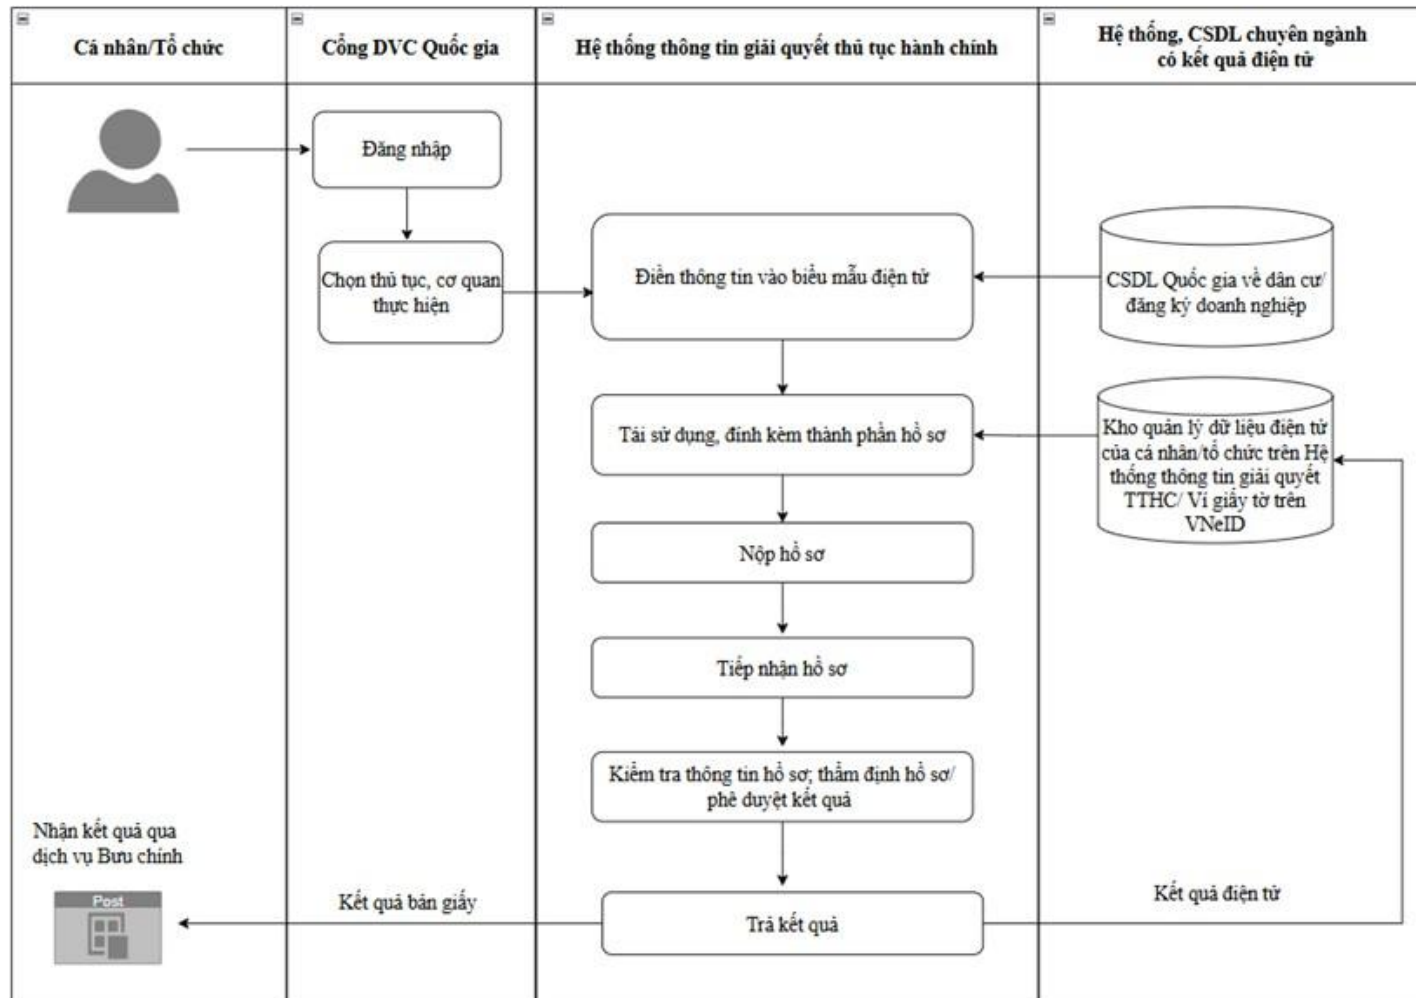 Cá nhân/Tổ chức
Cổng DVC Quốc gia
Hệ thống thông tin giải quyết thủ tục hành chính
Hệ thống, CSDL chuyên ngành
có kết quả điện tử
Đăng nhập
Chọn thủ tục, cơ quan
thực hiện
Điền thông tin vào biểu mẫu điện tử
CSDL Quốc gia về dân cư/
đăng ký doanh nghiệp
Tái sử dụng, đính kèm thành phần hồ sơ
Kho quản lý dữ liệu điện tử
của cá nhân/tổ chức trên Hệ
thống thông tin giải quyết
TTHC/ Ví giấy tờ trên
VNeID
Nộp hồ sơ
Tiếp nhận hồ sơ
Kiểm tra thông tin hồ sơ; thẩm định hồ sơ/
phê duyệt kết quả
Nhận kết quả qua
dịch vụ Bưu chính
Post
Kết quả bản giấy
Trả kết quả
Kết quả điện tử